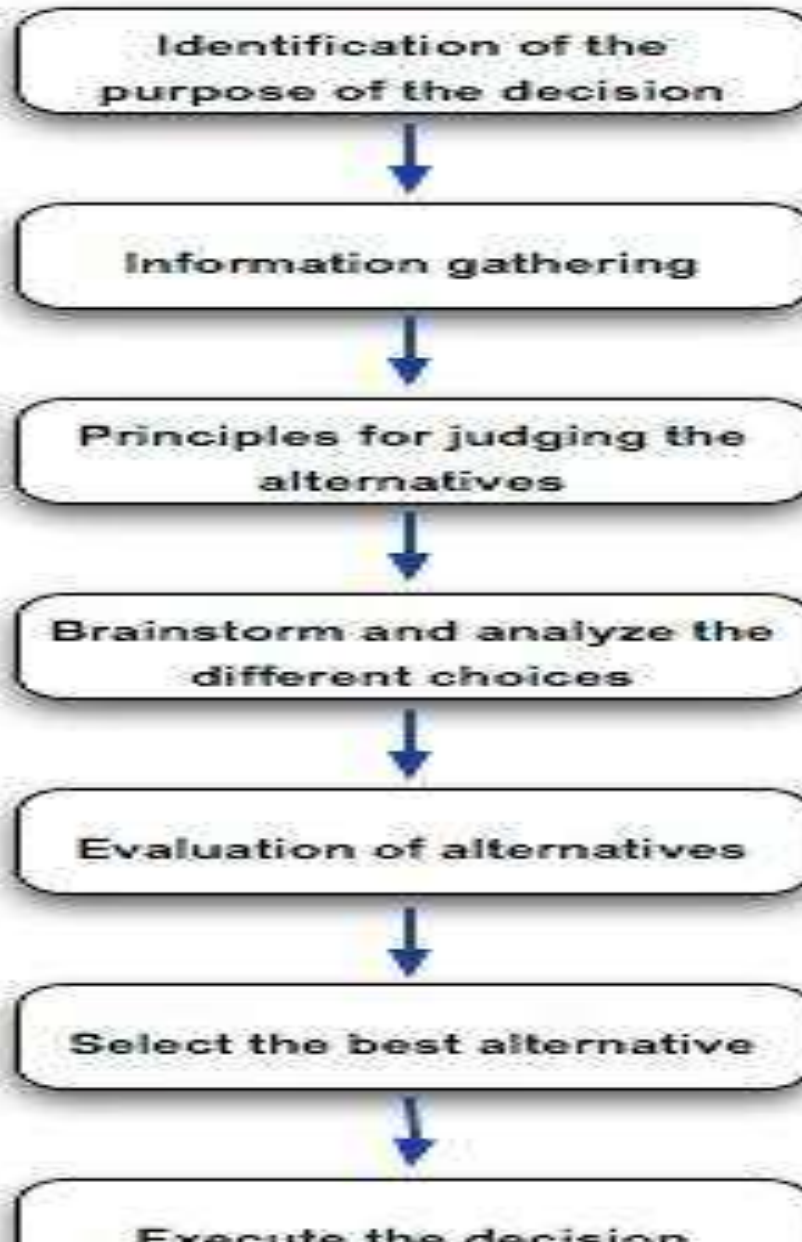 Identification of the
purpose of the decision
Information gathering
Principles for judging the
alternatives
Brainstorm and analyze the
different choices
Evaluation of alternatives
Select the best alternative
Execute the decision